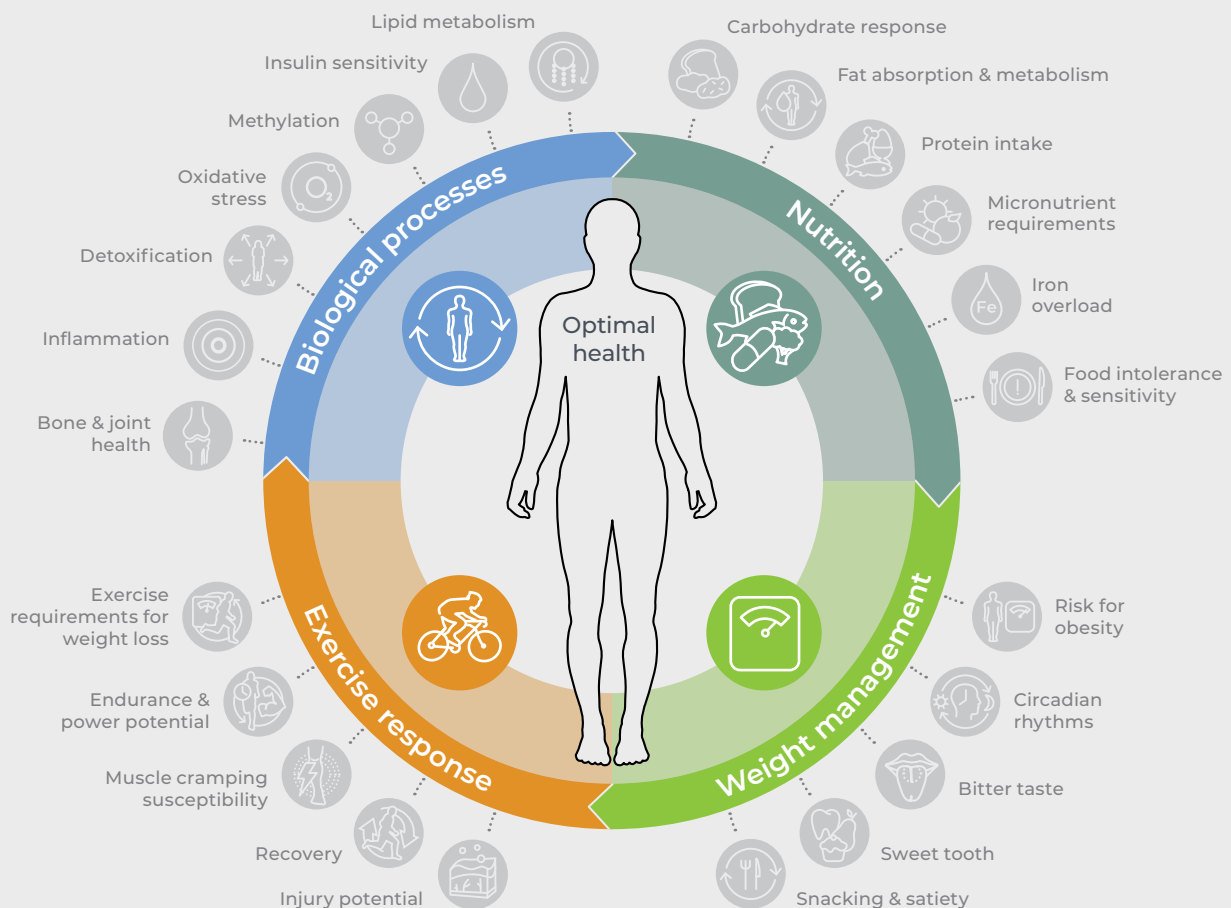 Lipid metabolism
Insulin sensitivity
Methylation
Oxidative
stress
Detoxification
Inflammation
Bone & joint
health
Biological processes
Carbohydrate response
Fat absorption & metabolism
Protein intake
Micronutrient
requirements
Iron
overload
Fe
Food intolerance
& sensitivity
Nutrition
O2
Optimal
health
Exercise
requirements for
weight loss
Endurance &
power potential
Muscle cramping
susceptibility
Recovery
Injury potential
Exercise response
Risk for
obesity
Circadian
rhythms
Bitter taste
Sweet tooth
Snacking & satiety
Weight management